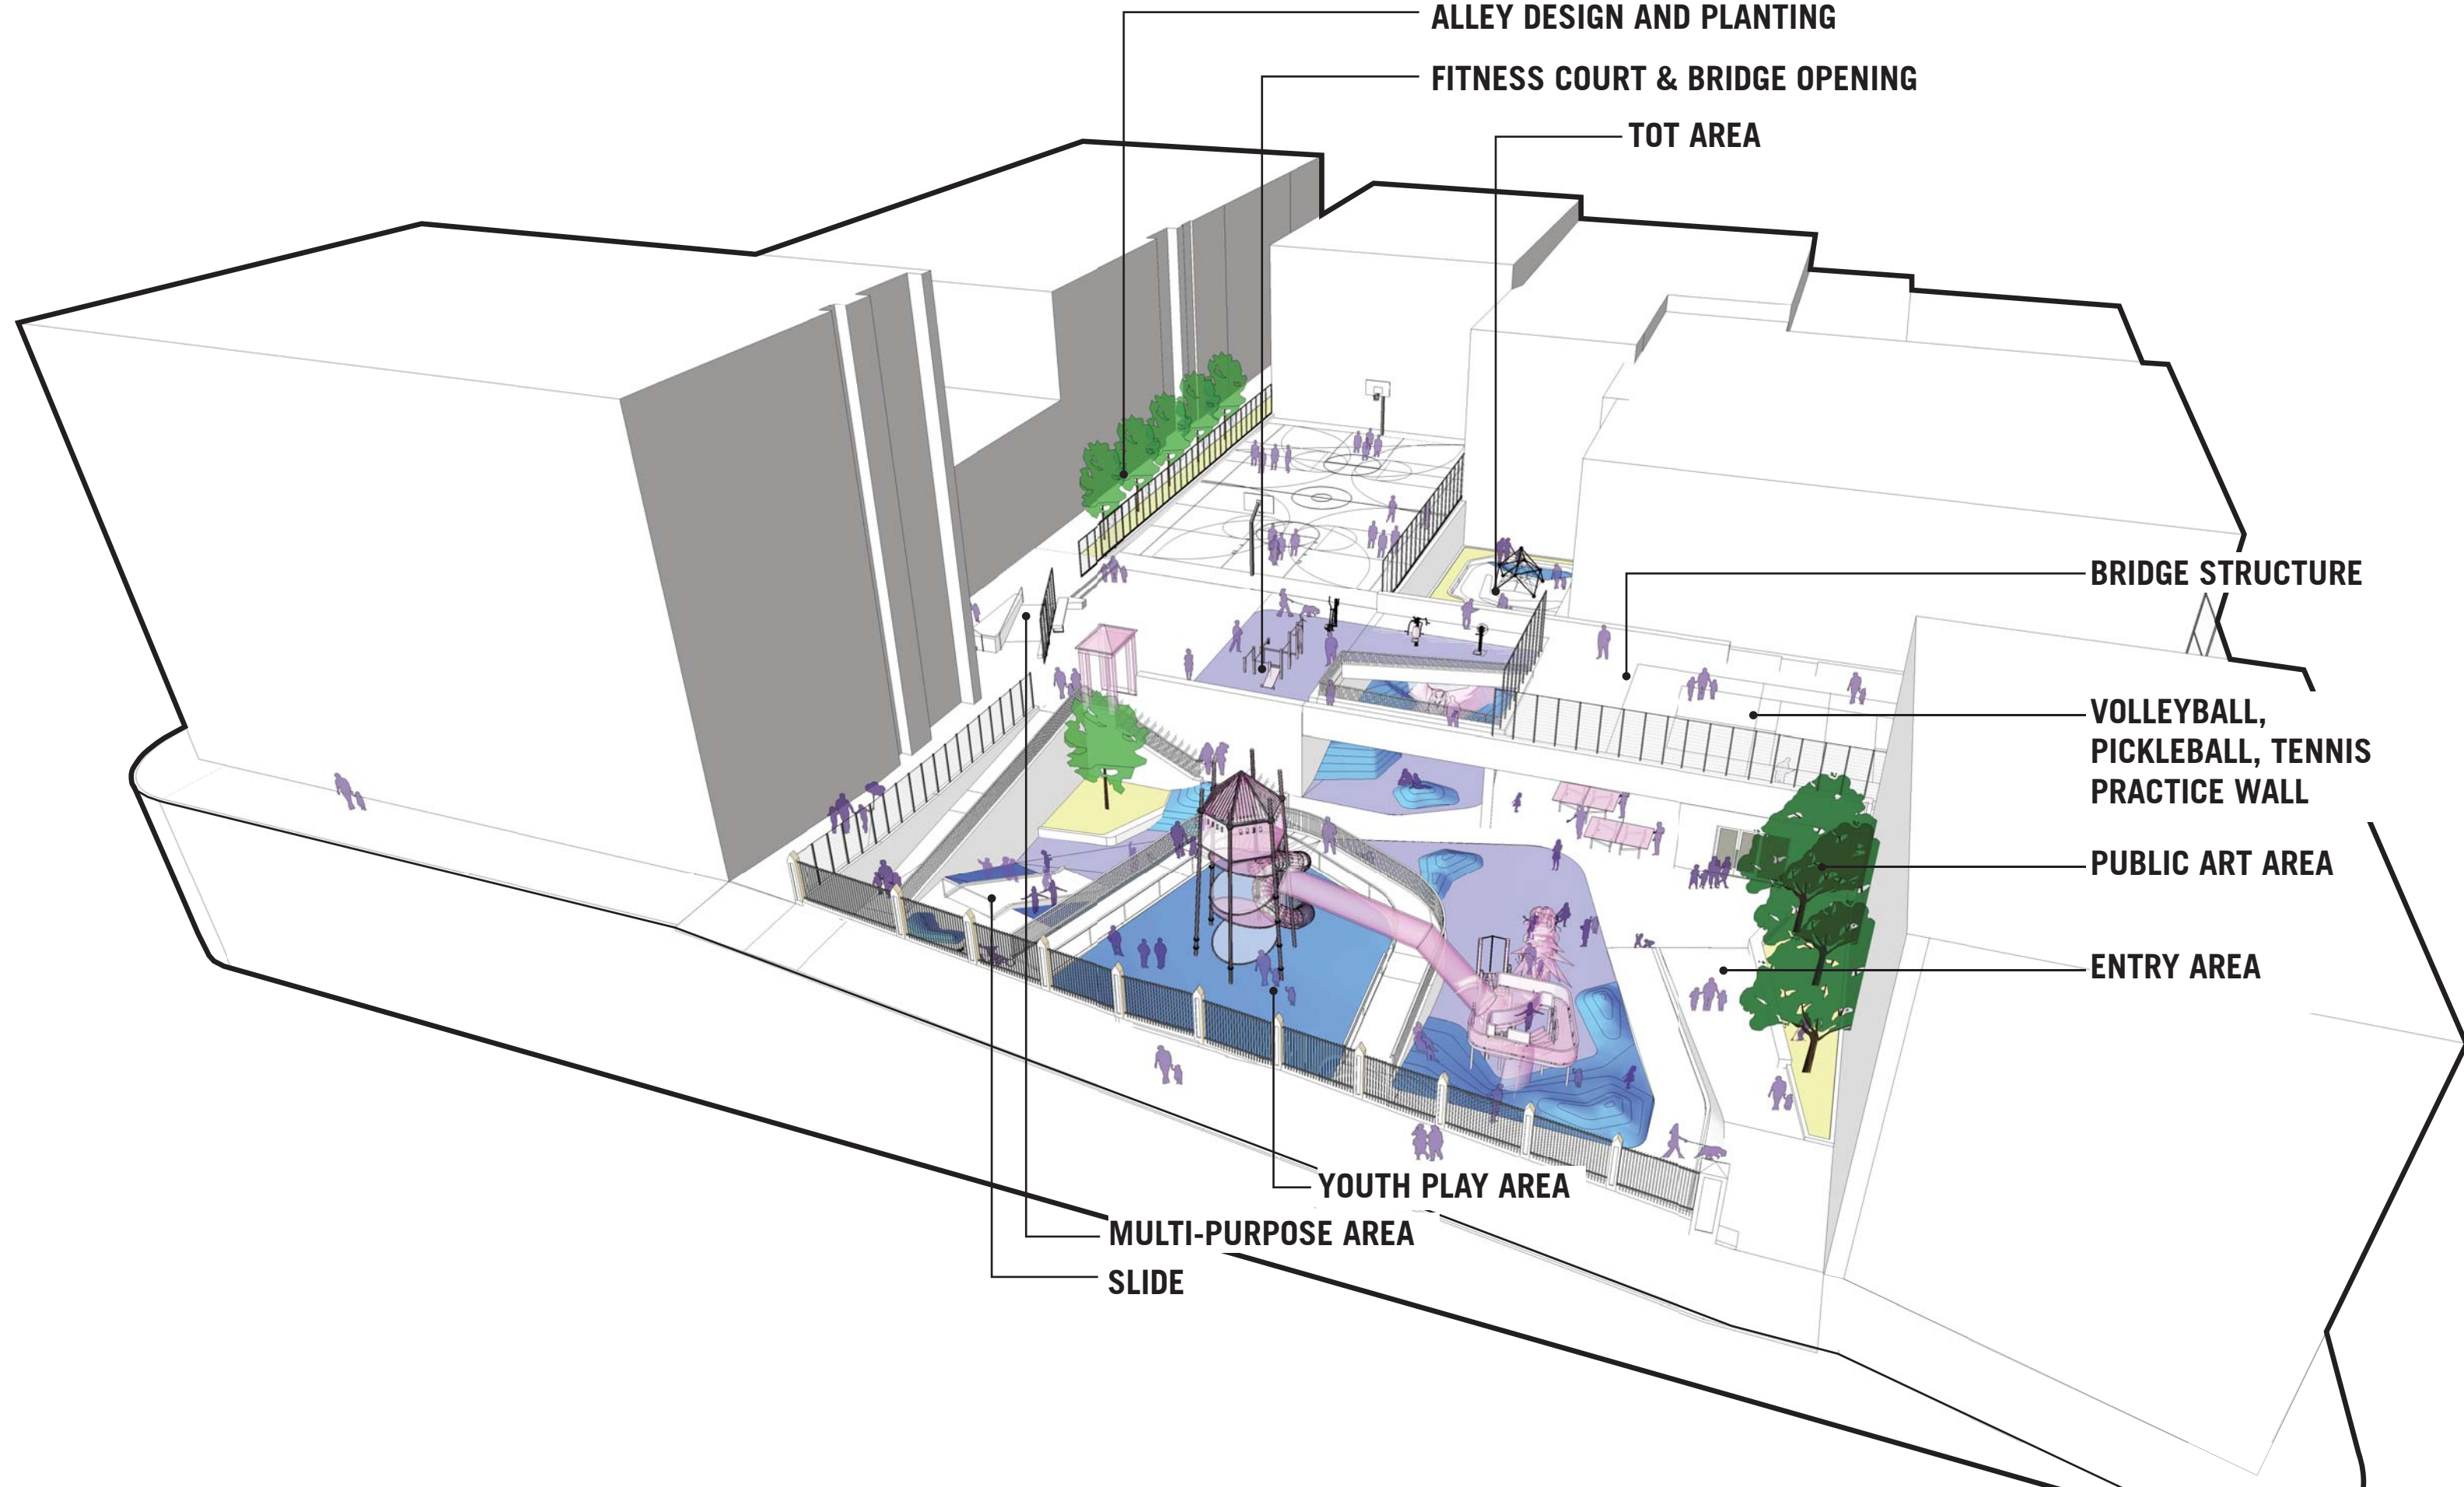 ALLEY DESIGN AND PLANTING
FITNESS COURT & BRIDGE OPENING
TOT AREA
BRIDGE STRUCTURE
VOLLEYBALL,
PICKLEBALL, TENNIS
PRACTICE WALL
PUBLIC ART AREA
ENTRY AREA
YOUTH PLAY AREA
MULTI-PURPOSE AREA
SLIDE